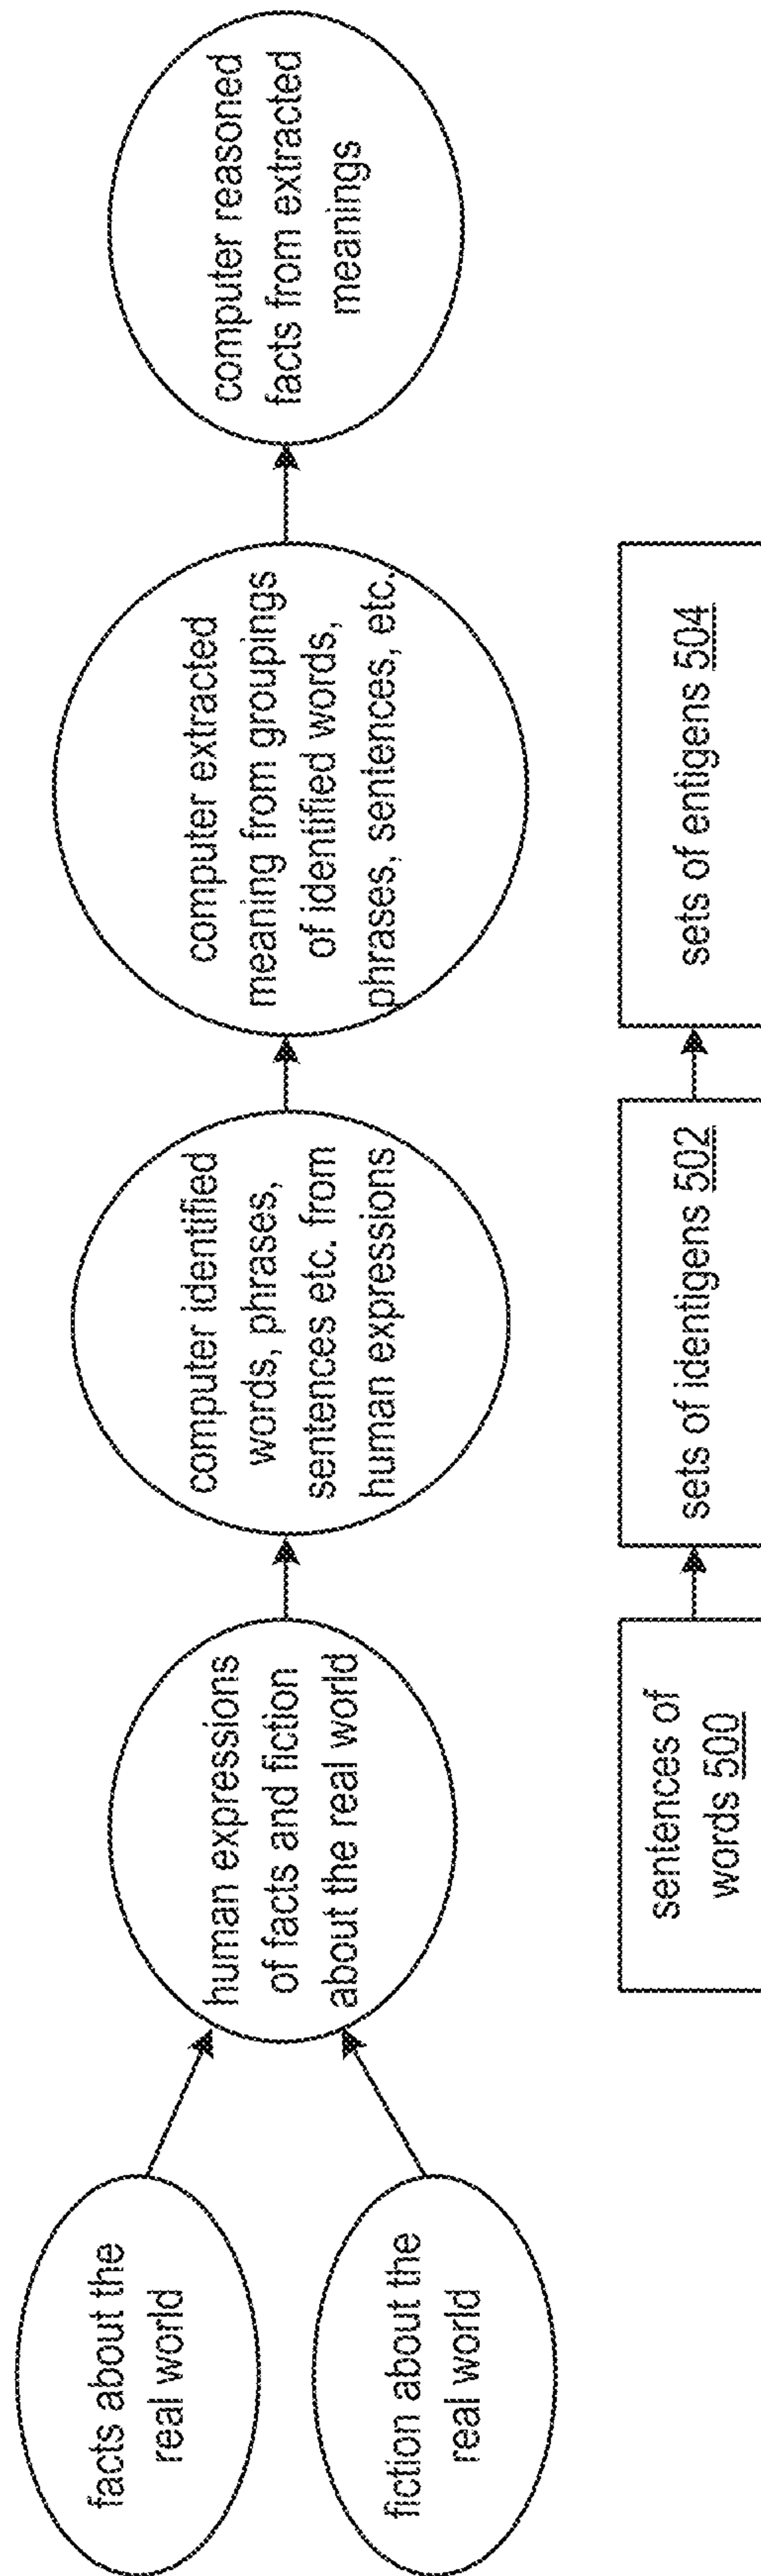 facts about the
real world
fiction about the
real world
human expressions
of facts and fiction
about the real world
computer identified
words, phrases,
sentences etc. from
human expressions
computer extracted
meaning from groupings
of identified words,
phrases, sentences, etc.
computer reasoned
facts from extracted
meanings
sentences of
words 500
sets of identigens 502
sets of entigens 504